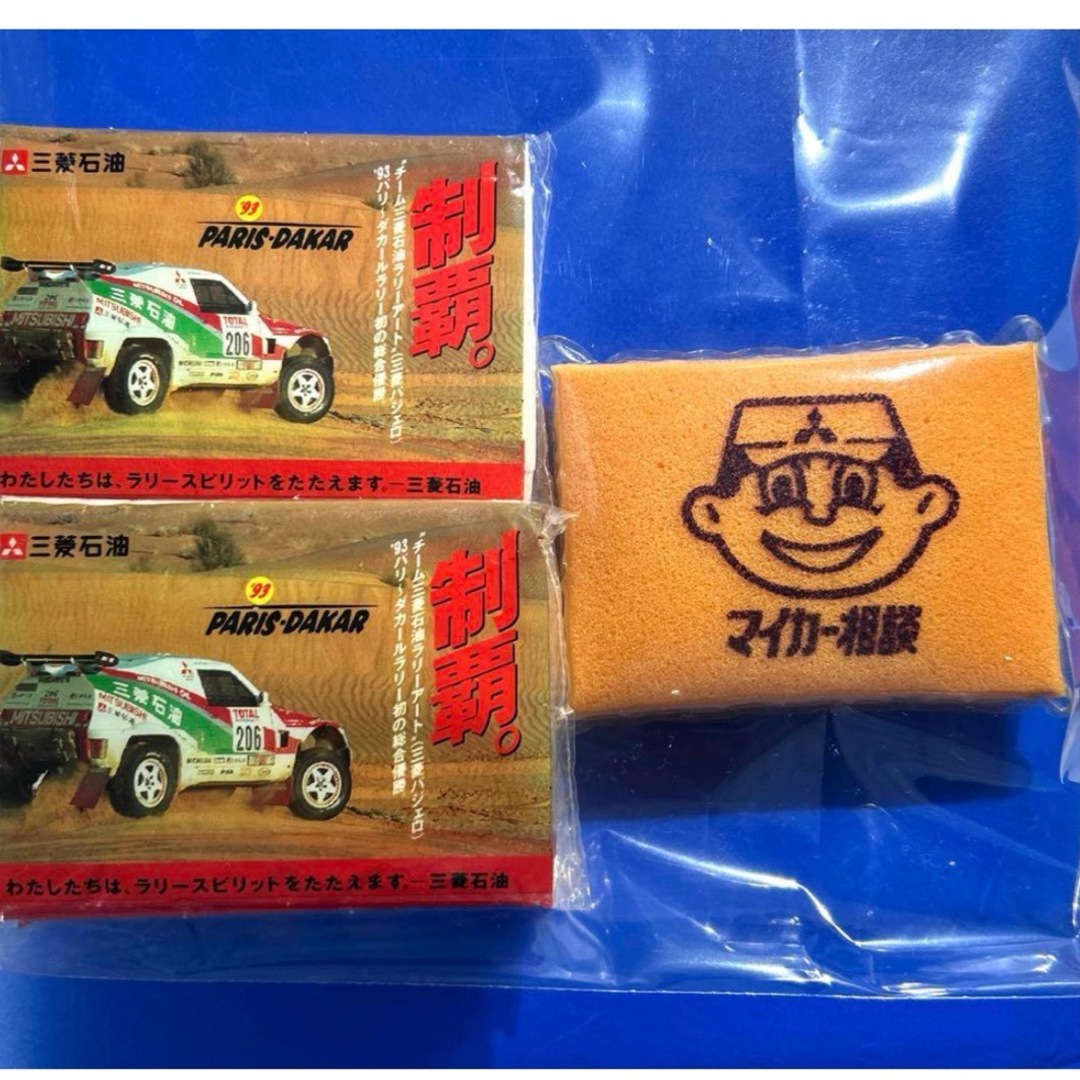 三菱石油
'93
PARIS-DAKAR
制覇。
"チーム三菱石油ラリーアート(三菱パジェロ)
'93パリ〜ダカールラリー初の総合優勝
MITSUBISHI OIL
三菱石油
MITSUBISHI
MITSUBISHI
TOTAL
206
わたしたちは、ラリースピリットをたたえます。—三菱石油
三菱石油
'93
PARIS-DAKAR
制覇。
"チーム三菱石油ラリーアート(三菱パジェロ)
'93パリ〜ダカールラリー初の総合優勝
MITSUBISHI OIL
三菱石油
MITSUBISHI
MITSUBISHI
TOTAL
206
わたしたちは、ラリースピリットをたたえます。—三菱石油
マイカー相談